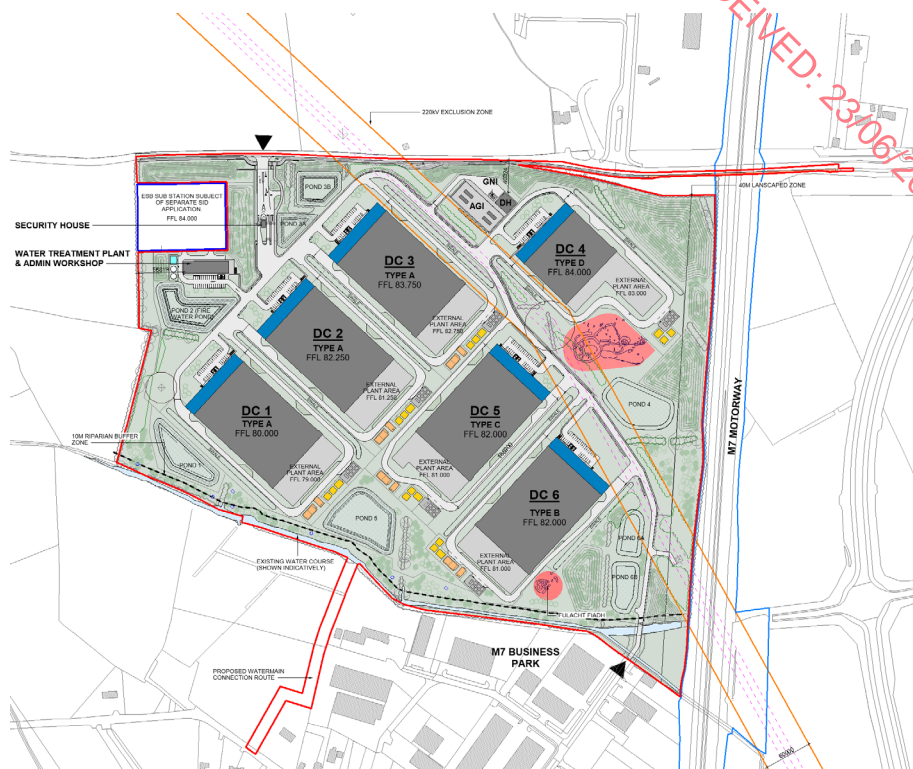 CEIVED: 23/06/20
220kV EXCLUSION ZONE
40M LANSCAPED ZONE
ESB SUB STATION SUBJECT
OF SEPARATE SID
APPLICATION
FFL 84.000
POND 3B
POND 3A
GNI
AGI
DH
SECURITY HOUSE
WATER TREATMENT PLANT
& ADMIN WORKSHOP
POND 2 (FIRE
WATER POND)
DC 3
TYPE A
FFL 83.750
EXTERNAL
PLANT AREA
FFL 82.750
DC 4
TYPE D
FFL 84.000
EXTERNAL
PLANT AREA
FFL 83.000
DC 2
TYPE A
FFL 82.250
EXTERNAL
PLANT AREA
FFL 81.250
DC 1
TYPE A
FFL 80.000
EXTERNAL
PLANT AREA
FFL 79.000
DC 5
TYPE C
FFL 82.000
EXTERNAL
PLANT AREA
FFL 81.000
POND 4
M7 MOTORWAY
10M RIPARIAN BUFFER
ZONE
POND 1
DC 6
TYPE B
FFL 82.000
EXTERNAL
PLANT AREA
FFL 81.000
POND 5
POND 6A
POND 6B
EXISTING WATER COURSE
(SHOWN INDICATIVELY)
FULACHT FIADH
M7 BUSINESS
PARK
PROPOSED WATERMAIN
CONNECTION ROUTE
60000